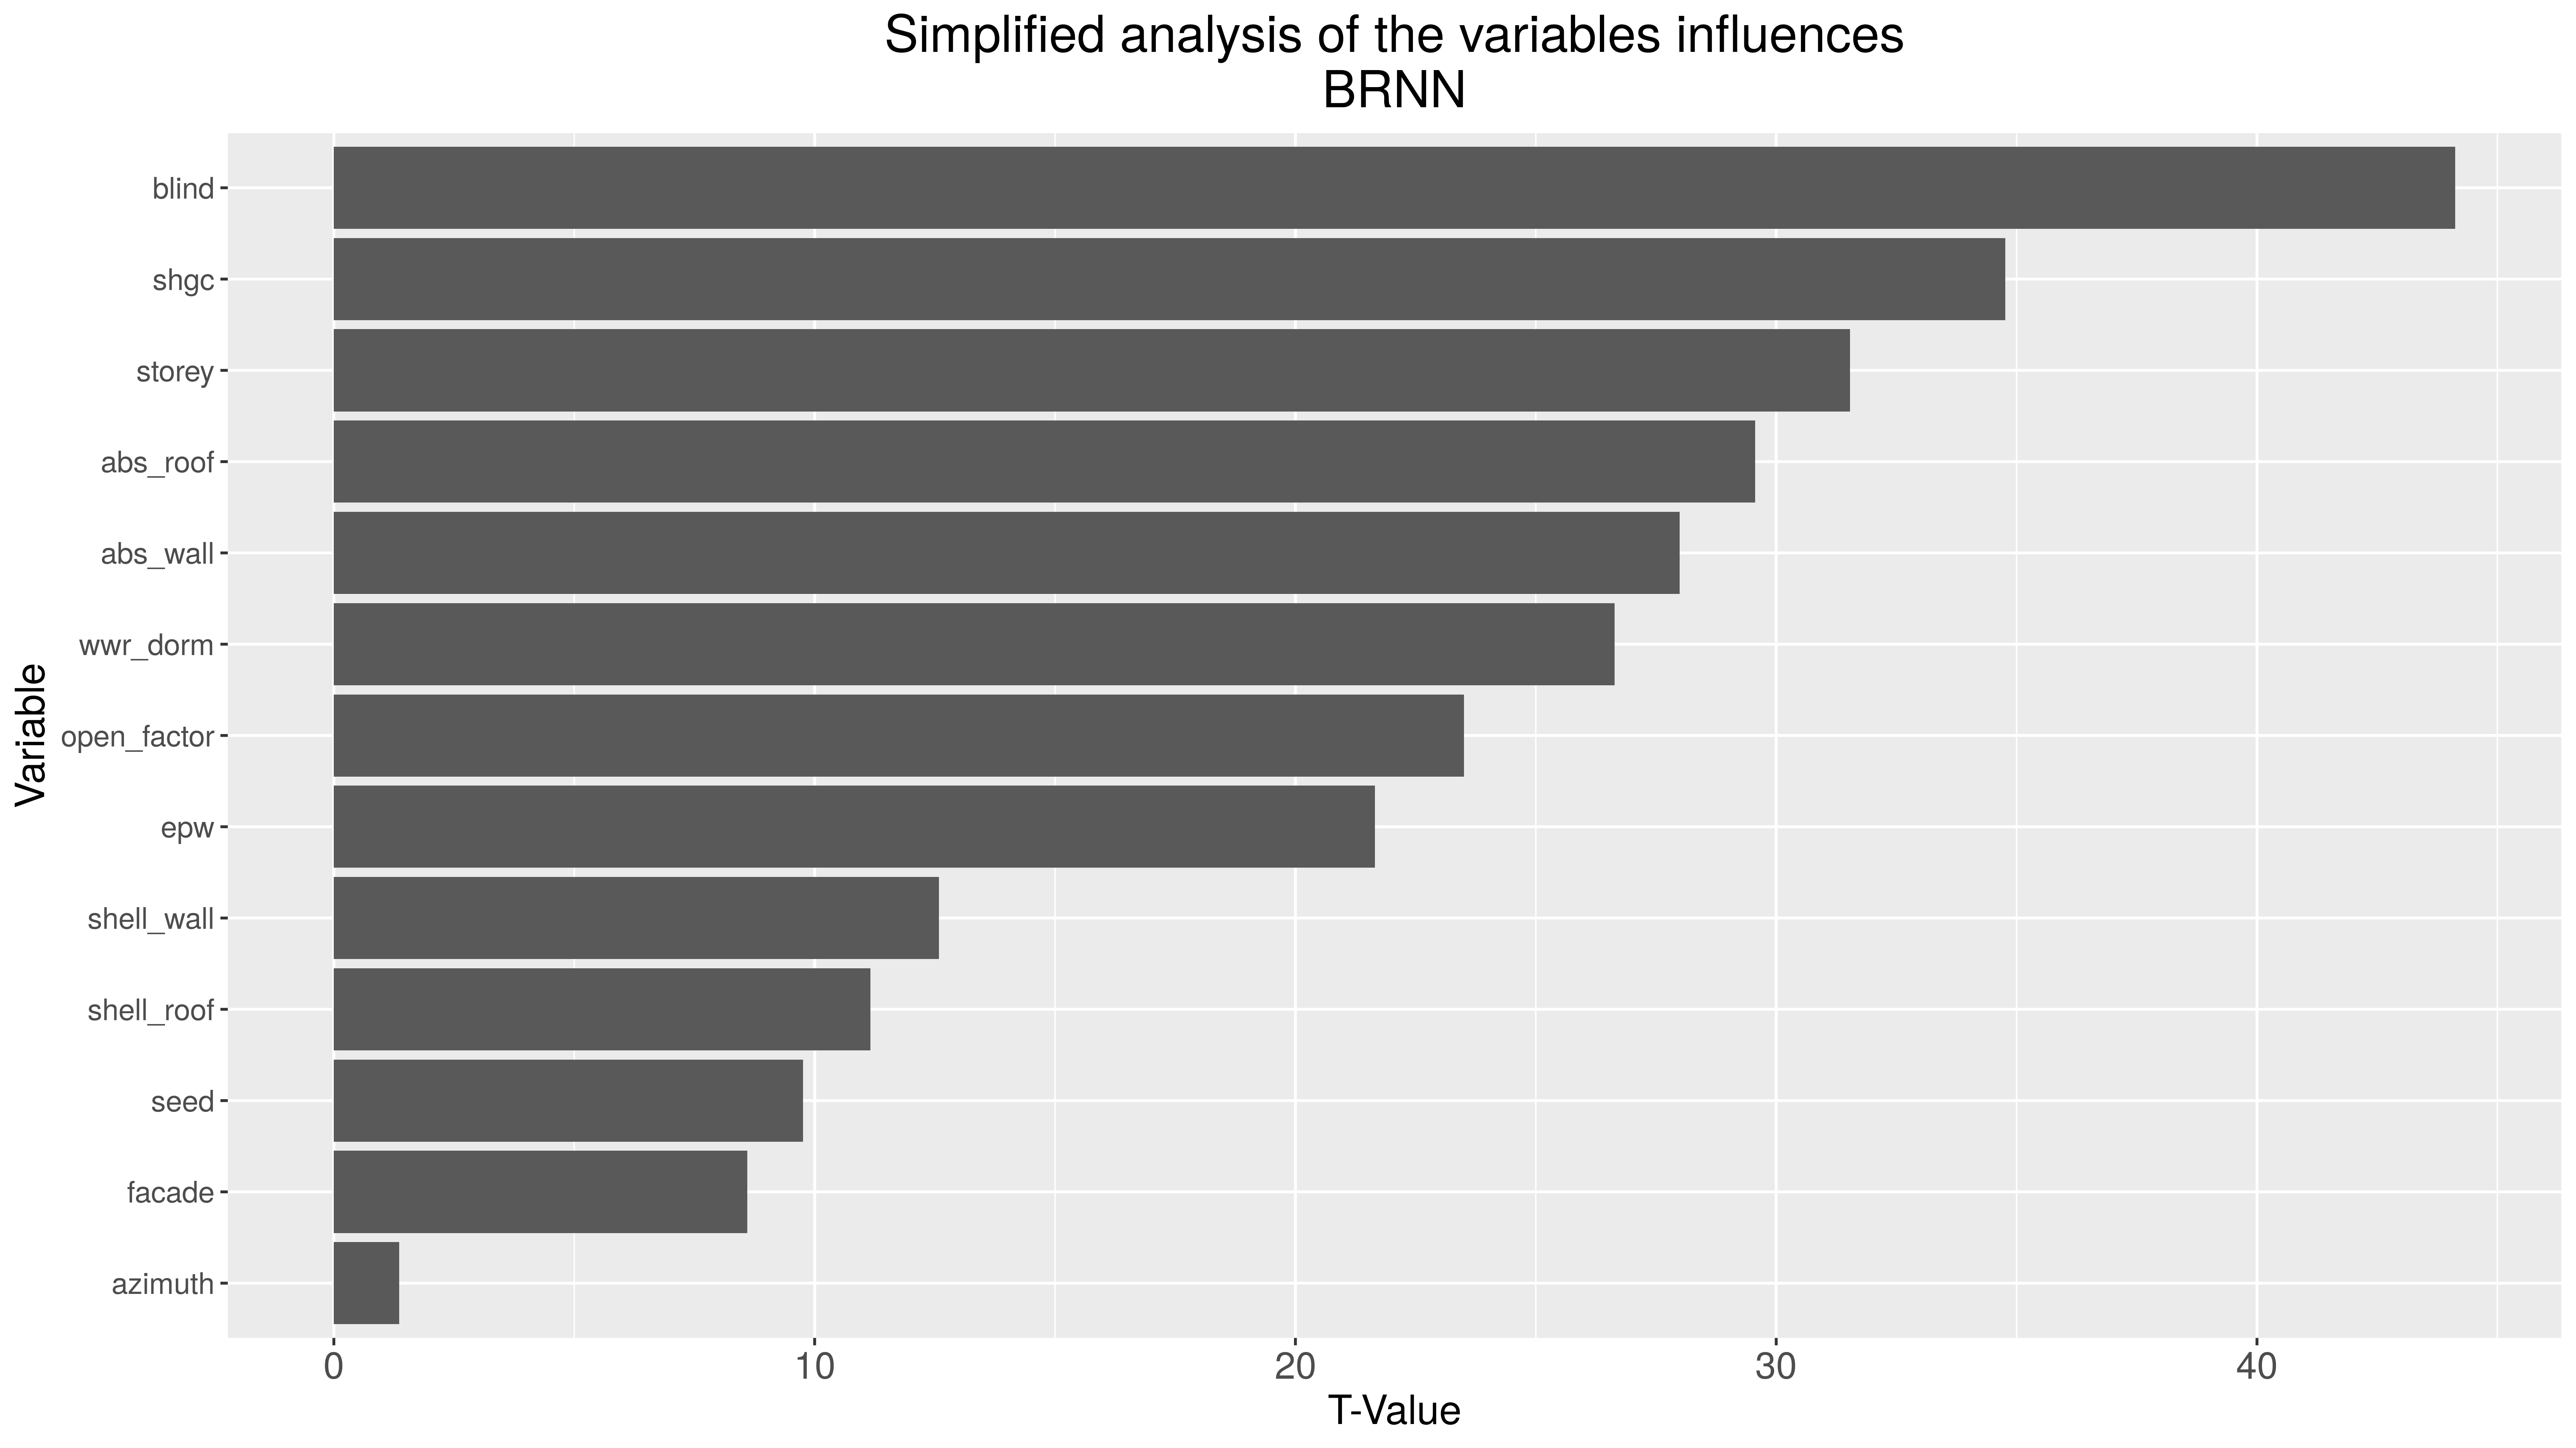 Simplified analysis of the variables influences
BRNN
Variable
blind
shgc
storey
abs_roof
abs_wall
wwr_dorm
open_factor
epw
shell_wall
shell_roof
seed
facade
azimuth
0 10 20 30 40
T-Value